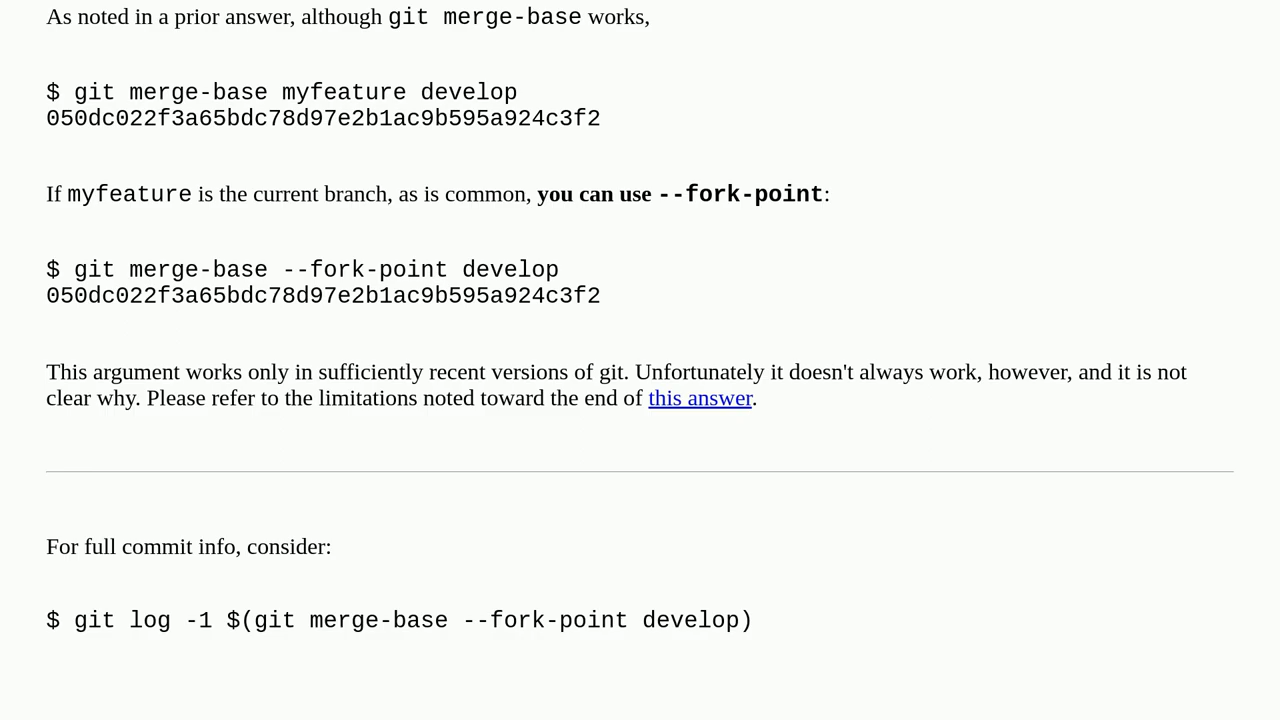 As noted in a prior answer, although git merge-base works,
$ git merge-base myfeature develop
050dc022f3a65bdc78d97e2b1ac9b595a924c3f2
If myfeature is the current branch, as is common, you can use --fork-point:
$ git merge-base --fork-point develop
050dc022f3a65bdc78d97e2b1ac9b595a924c3f2
This argument works only in sufficiently recent versions of git. Unfortunately it doesn't always work, however, and it is not
clear why. Please refer to the limitations noted toward the end of this answer.
For full commit info, consider:
$ git log -1 $(git merge-base --fork-point develop)